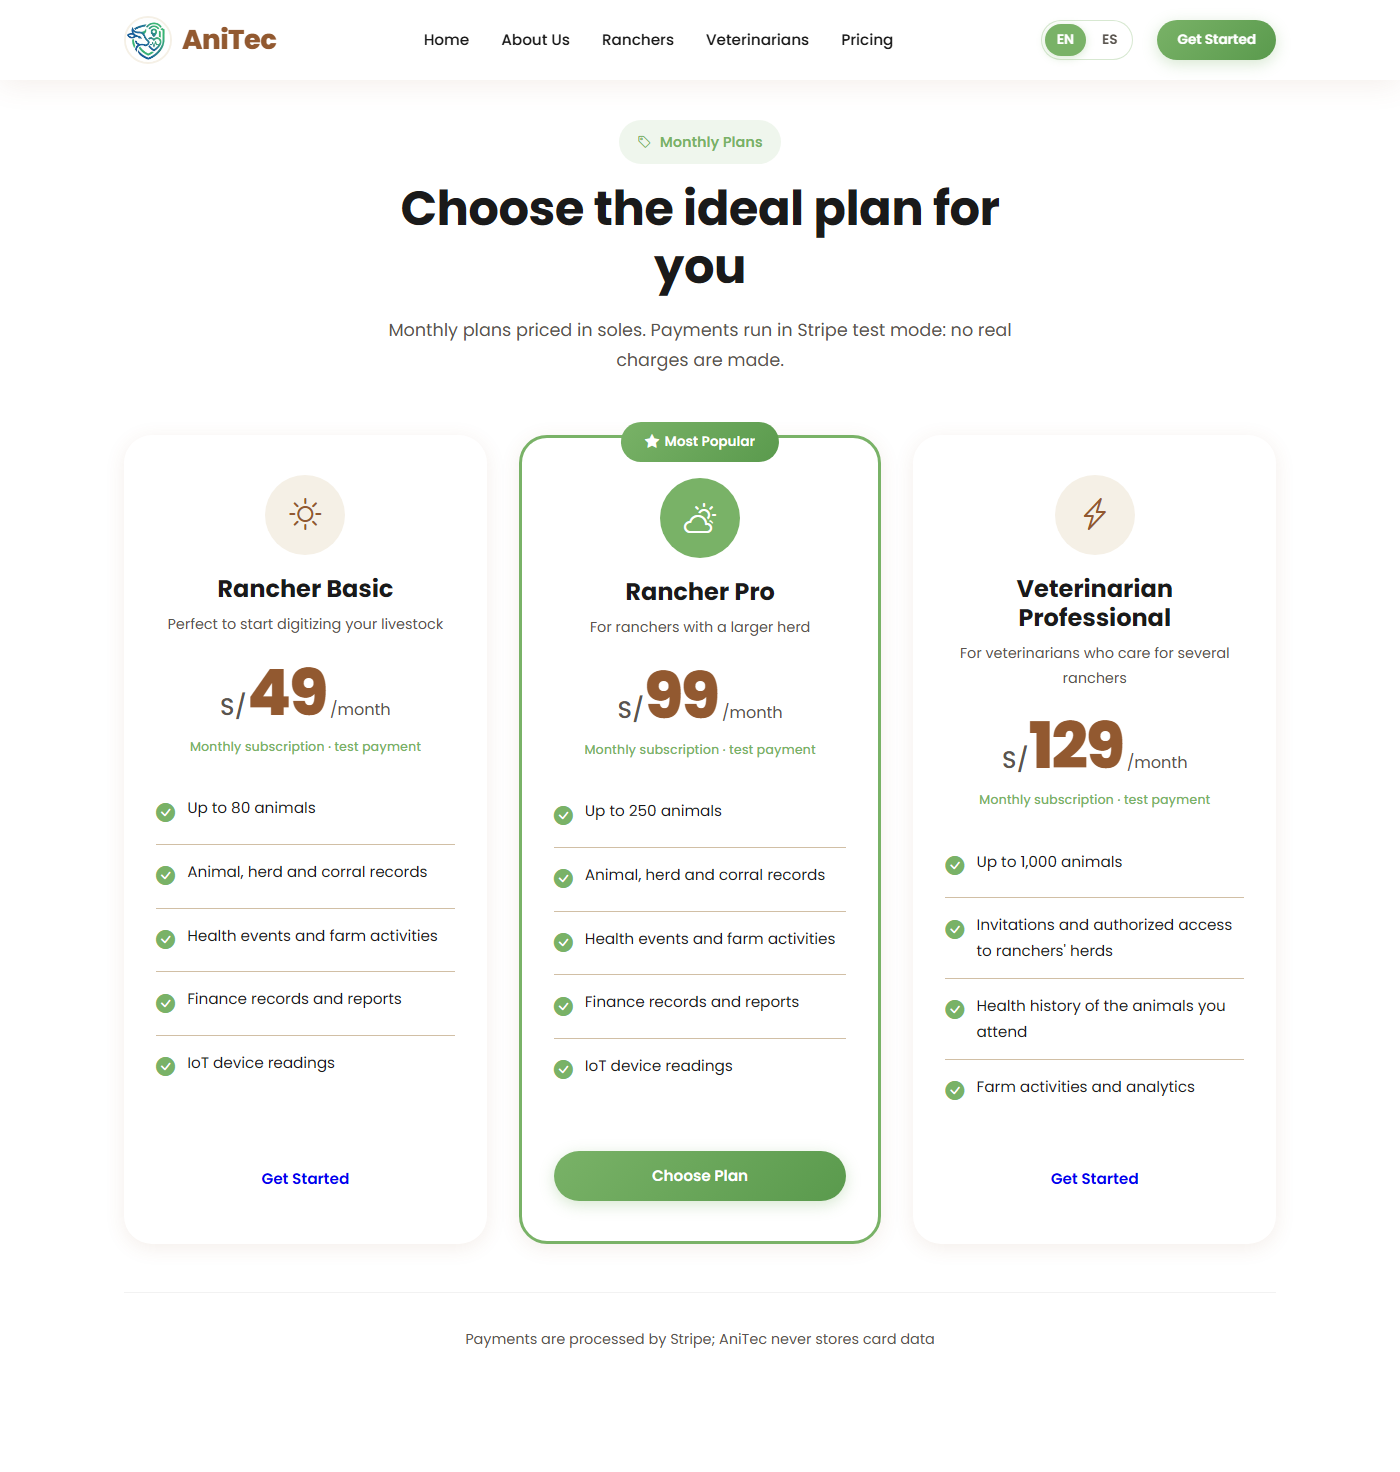 AniTec
Home
About Us
Ranchers
Veterinarians
Pricing
EN
ES
Get Started
Monthly Plans
Choose the ideal plan for
you
Monthly plans priced in soles. Payments run in Stripe test mode: no real
charges are made.
Rancher Basic
Perfect to start digitizing your livestock
S/49/month
Monthly subscription · test payment
Up to 80 animals
Animal, herd and corral records
Health events and farm activities
Finance records and reports
IoT device readings
Get Started
Most Popular
Rancher Pro
For ranchers with a larger herd
S/99/month
Monthly subscription · test payment
Up to 250 animals
Animal, herd and corral records
Health events and farm activities
Finance records and reports
IoT device readings
Choose Plan
Veterinarian
Professional
For veterinarians who care for several
ranchers
S/129/month
Monthly subscription · test payment
Up to 1,000 animals
Invitations and authorized access
to ranchers' herds
Health history of the animals you
attend
Farm activities and analytics
Get Started
Payments are processed by Stripe; AniTec never stores card data